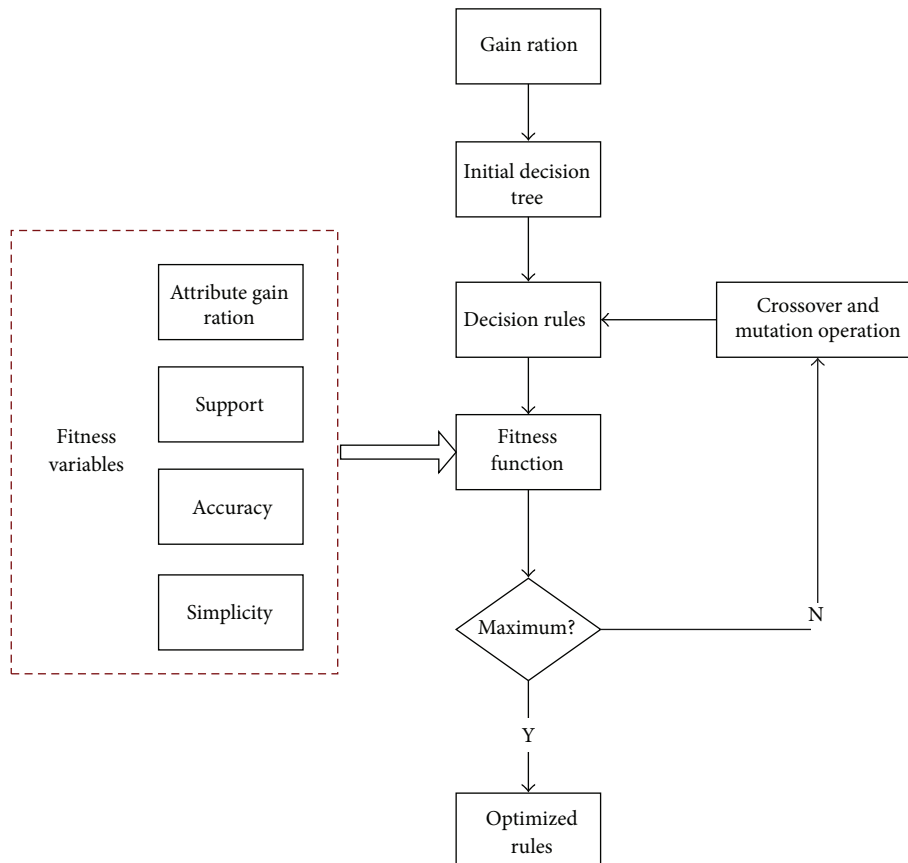 Gain ration
Initial decision
tree
Attribute gain
ration
Decision rules
Crossover and
mutation operation
Support
Fitness
variables
Fitness
function
Accuracy
Simplicity
Maximum?
N
Y
Optimized
rules